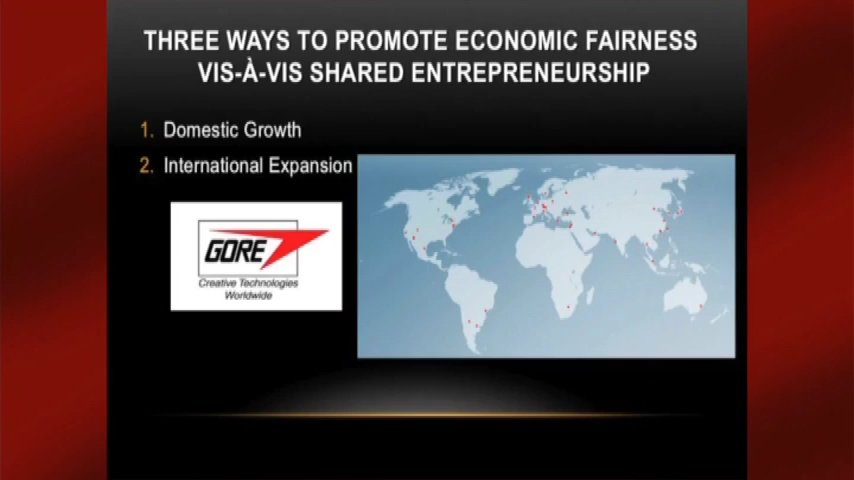 THREE WAYS TO PROMOTE ECONOMIC FAIRNESS
VIS-À-VIS SHARED ENTREPRENEURSHIP
1. Domestic Growth
2. International Expansion
GORE
Creative Technologies
Worldwide